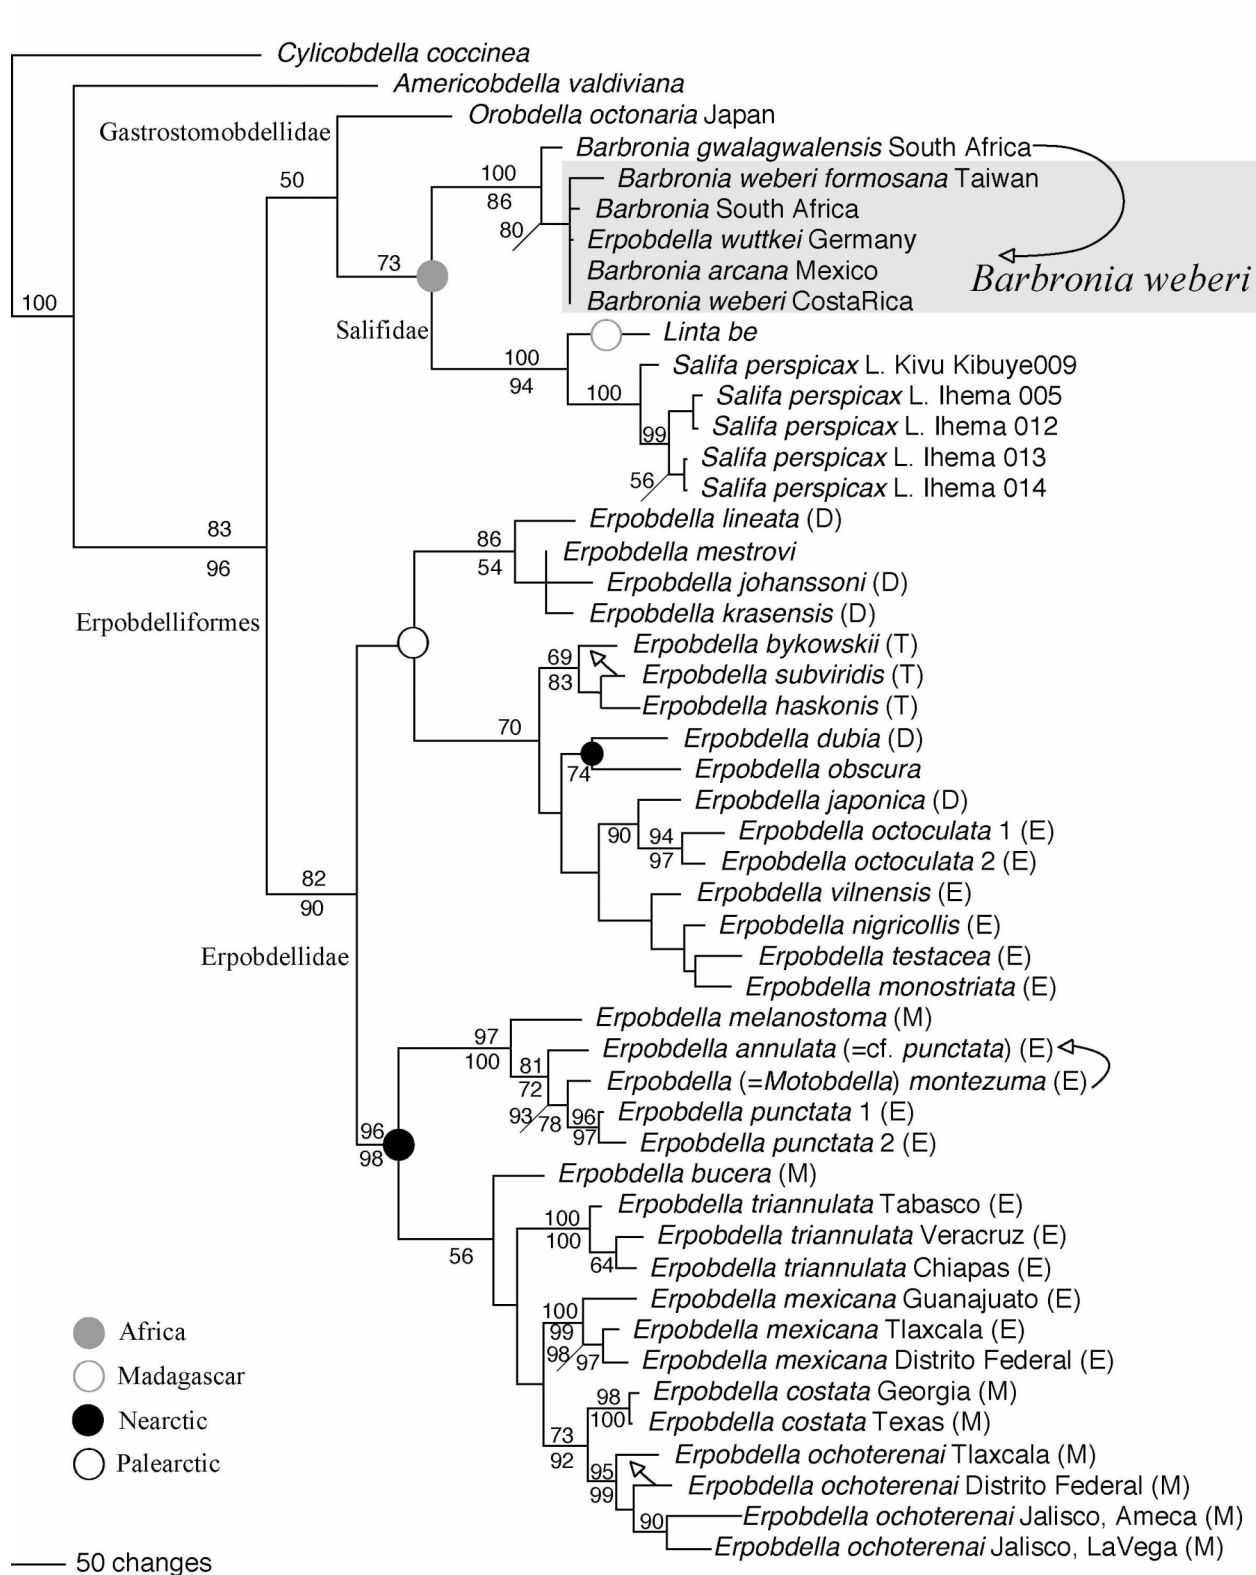 Cylicobdella coccinea
Americobdella valdiviana
Orobdella octonaria Japan
Gastrostomobdellidae
Barbronia gwalagwalensis South Africa
100
50
Barbronia weberi formosana Taiwan
86
Barbronia South Africa
80
Erpobdella wuttkei Germany
73
Barbronia arcana Mexico
Barbronia weberi
100
Barbronia weberi CostaRica
Salifidae
Linta be
100
Salifa perspicax L. Kivu Kibuye009
94
100
Salifa perspicax L. Ihema 005
Salifa perspicax L. Ihema 012
99
Salifa perspicax L. Ihema 013
56
Salifa perspicax L. Ihema 014
Erpobdella lineata (D)
83
86
Erpobdella mestrovi
96
54
Erpobdella johanssoni (D)
Erpobdella krasensis (D)
Erpobdelliformes
Erpobdella bykowskii (T)
69
Erpobdella subviridis (T)
83
Erpobdella haskonis (T)
70
Erpobdella dubia (D)
74
Erpobdella obscura
Erpobdella japonica (D)
90
94
Erpobdella octoculata 1 (E)
97
Erpobdella octoculata 2 (E)
82
Erpobdella vilnensis (E)
90
Erpobdella nigricollis (E)
Erpobdellidae
Erpobdella testacea (E)
Erpobdella monostriata (E)
Erpobdella melanostoma (M)
97
Erpobdella annulata (=cf. punctata) (E)
100
81
Erpobdella (=Motobdella) montezuma (E)
72
Erpobdella punctata 1 (E)
93
78
96
97
Erpobdella punctata 2 (E)
96
98
Erpobdella bucera (M)
Erpobdella triannulata Tabasco (E)
100
Erpobdella triannulata Veracruz (E)
100
56
64
Erpobdella triannulata Chiapas (E)
Erpobdella mexicana Guanajuato (E)
100
99
Erpobdella mexicana Tlaxcala (E)
98
97
Erpobdella mexicana Distrito Federal (E)
Erpobdella costata Georgia (M)
98
100
Erpobdella costata Texas (M)
73
92
Erpobdella ochoterenai Tlaxcala (M)
95
Erpobdella ochoterenai Distrito Federal (M)
99
90
Erpobdella ochoterenai Jalisco, Ameca (M)
Erpobdella ochoterenai Jalisco, LaVega (M)
Africa
Madagascar
Nearctic
Palearctic
50 changes